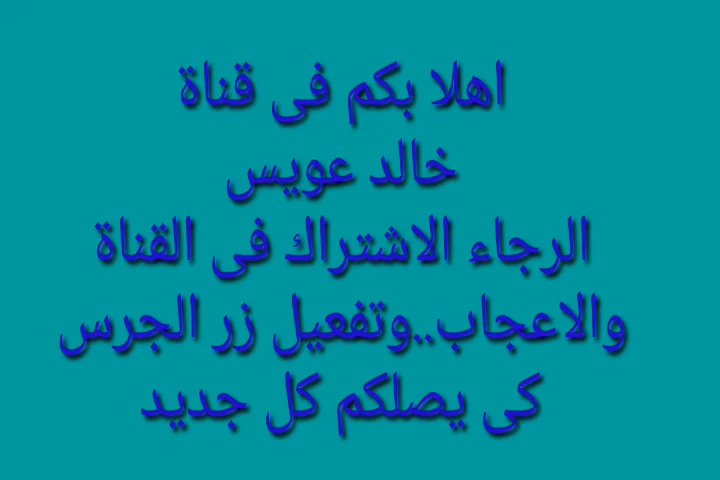 اهلا بكم فى قناة
خالد عويس
الرجاء الاشتراك فى القناة
والاعجاب..وتفعيل زر الجرس
كى يصلكم كل جديد